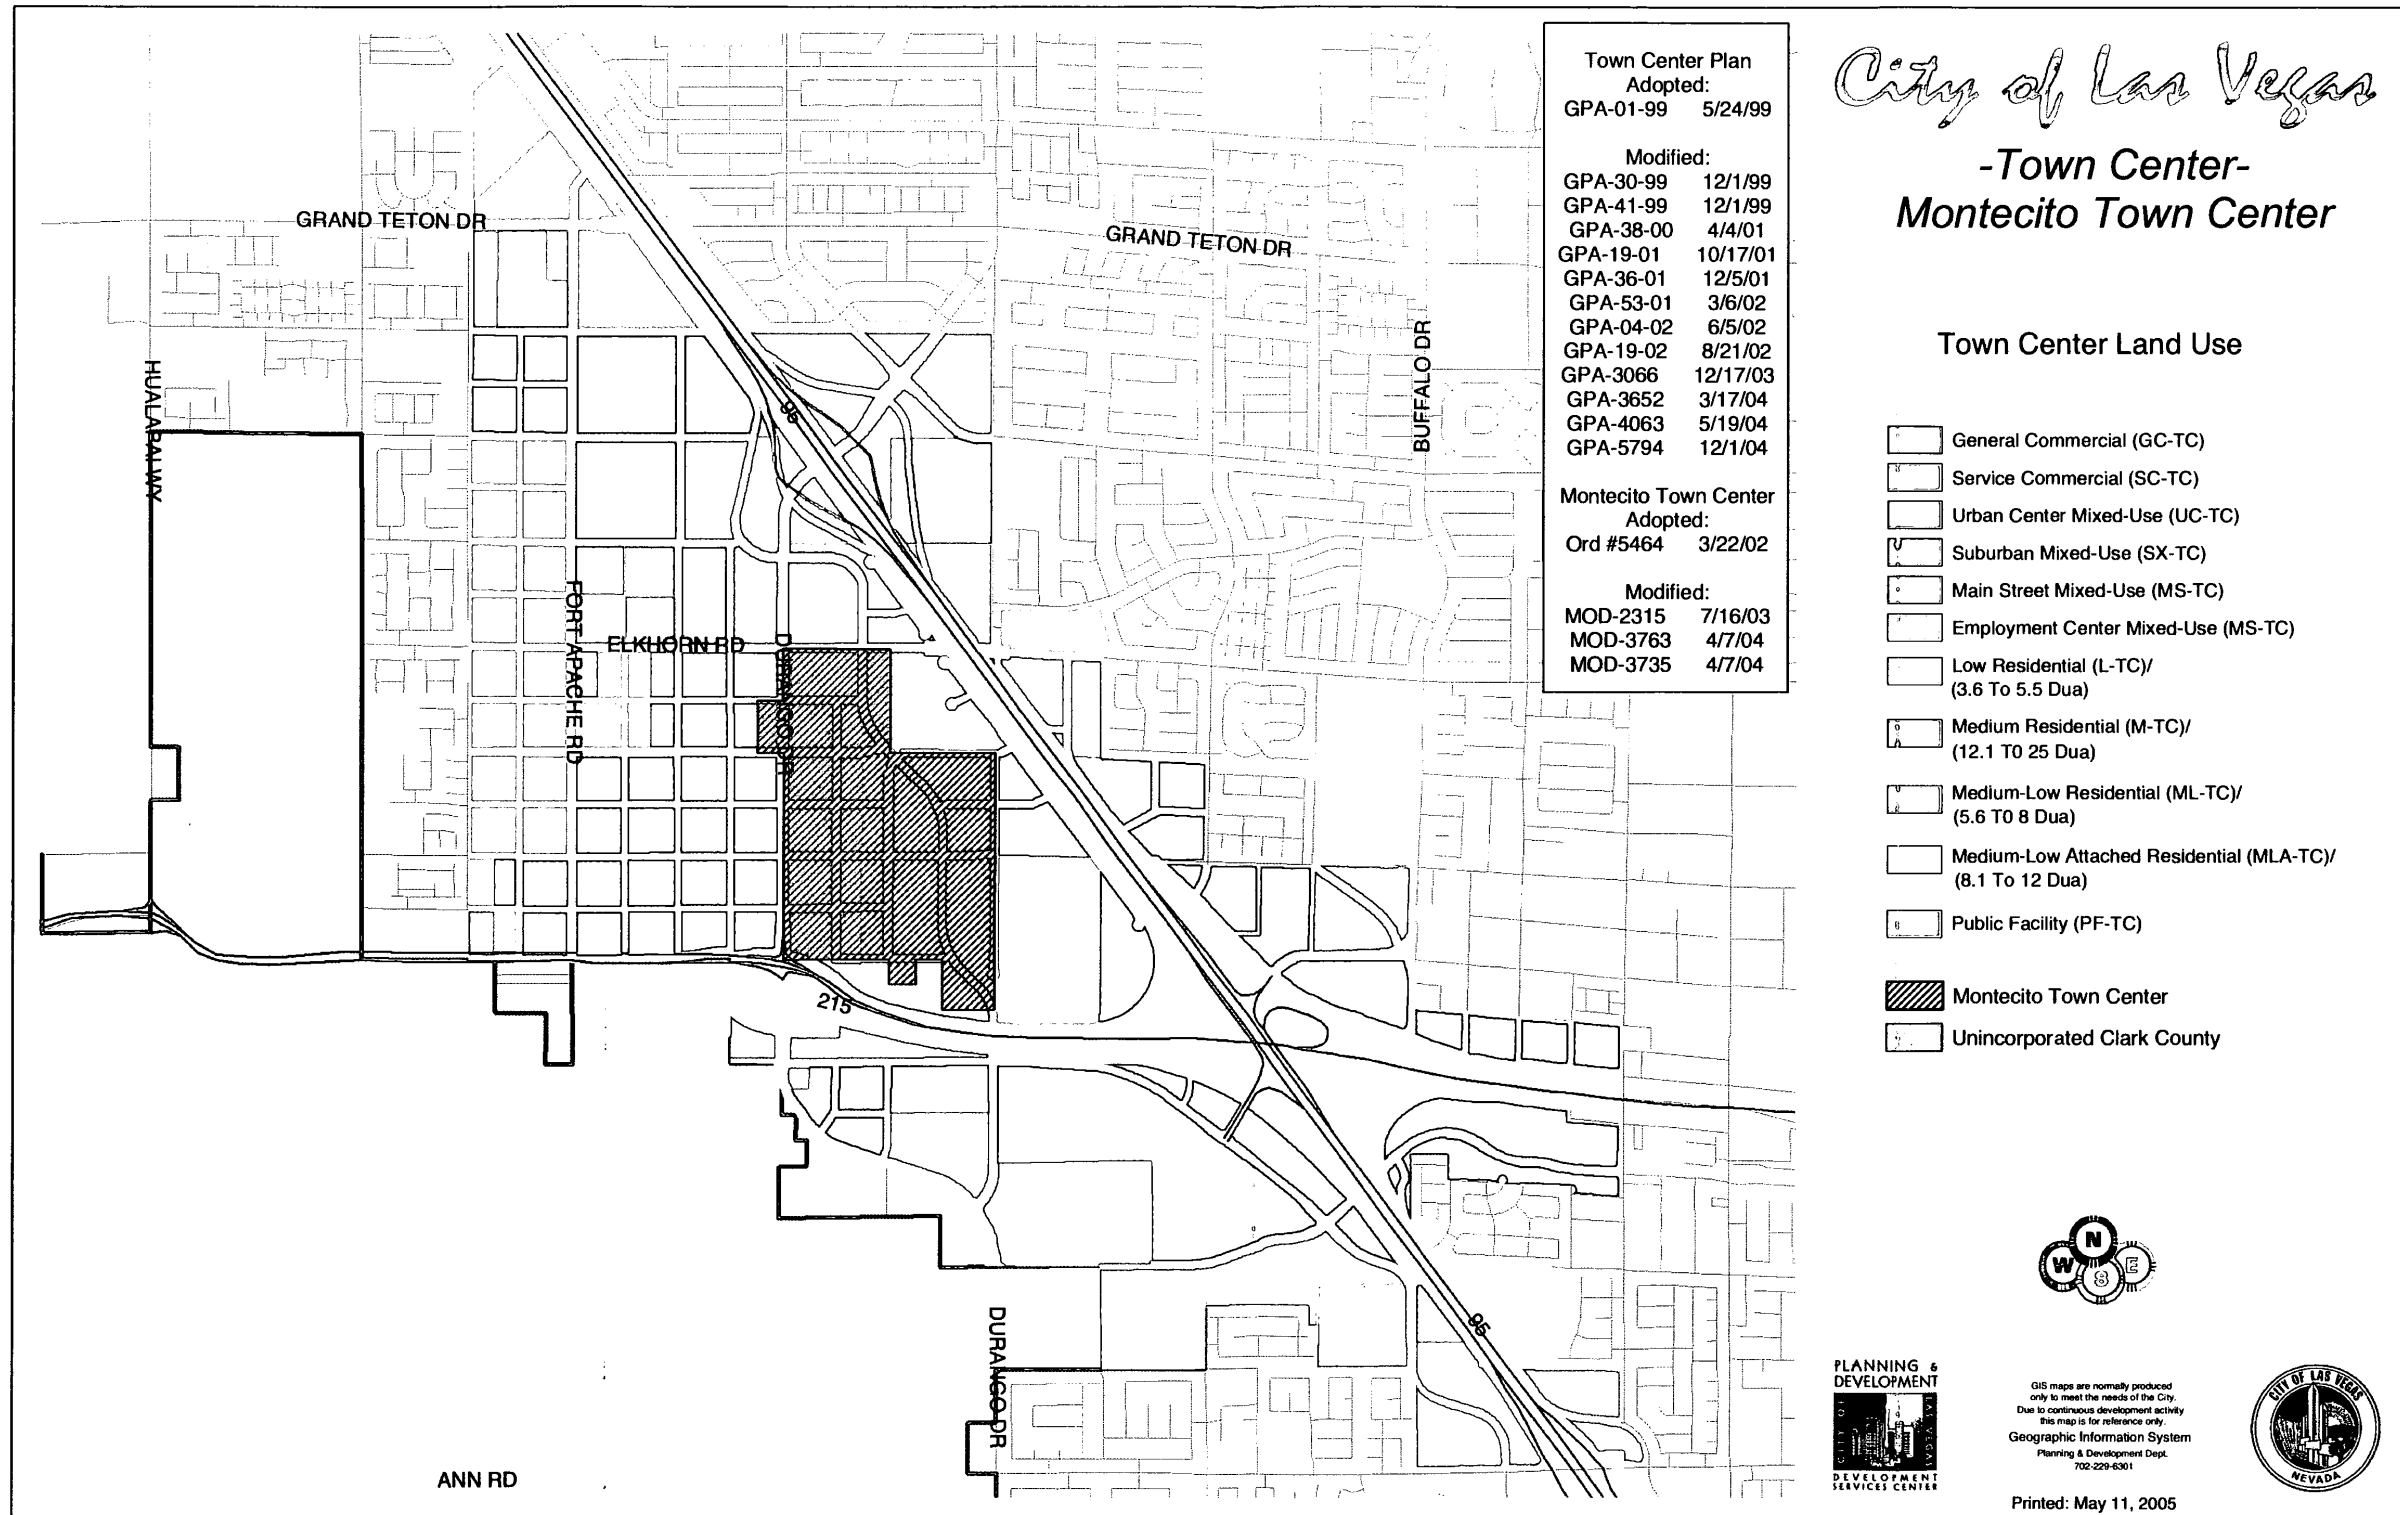 City of Las Vegas
-Town Center-
Montecito Town Center
Town Center Land Use
General Commercial (GC-TC)
Service Commercial (SC-TC)
Urban Center Mixed-Use (UC-TC)
Suburban Mixed-Use (SX-TC)
Main Street Mixed-Use (MS-TC)
Employment Center Mixed-Use (MS-TC)
Low Residential (L-TC)/
(3.6 To 5.5 Dua)
Medium Residential (M-TC)/
(12.1 T0 25 Dua)
Medium-Low Residential (ML-TC)/
(5.6 T0 8 Dua)
Medium-Low Attached Residential (MLA-TC)/
(8.1 To 12 Dua)
Public Facility (PF-TC)
Montecito Town Center
Unincorporated Clark County
Town Center Plan
Adopted:
GPA-01-99 5/24/99
Modified:
GPA-30-99 12/1/99
GPA-41-99 12/1/99
GPA-38-00 4/4/01
GPA-19-01 10/17/01
GPA-36-01 12/5/01
GPA-53-01 3/6/02
GPA-04-02 6/5/02
GPA-19-02 8/21/02
GPA-3066 12/17/03
GPA-3652 3/17/04
GPA-4063 5/19/04
GPA-5794 12/1/04
Montecito Town Center
Adopted:
Ord #5464 3/22/02
Modified:
MOD-2315 7/16/03
MOD-3763 4/7/04
MOD-3735 4/7/04
GRAND TETON DR
GRAND TETON DR
HUALAPAI WY
BUFFALO DR
95
FORT APACHE RD
ELKHORN RD
DURANGO DR
215
DURANGO DR
95
ANN RD
N
W
E
S
PLANNING &
DEVELOPMENT
LAS VEGAS
DEVELOPMENT
SERVICES CENTER
GIS maps are normally produced
only to meet the needs of the City.
Due to continuous development activity
this map is for reference only.
Geographic Information System
Planning & Development Dept.
702-229-6301
Printed: May 11, 2005
CITY OF LAS VEGAS
NEVADA